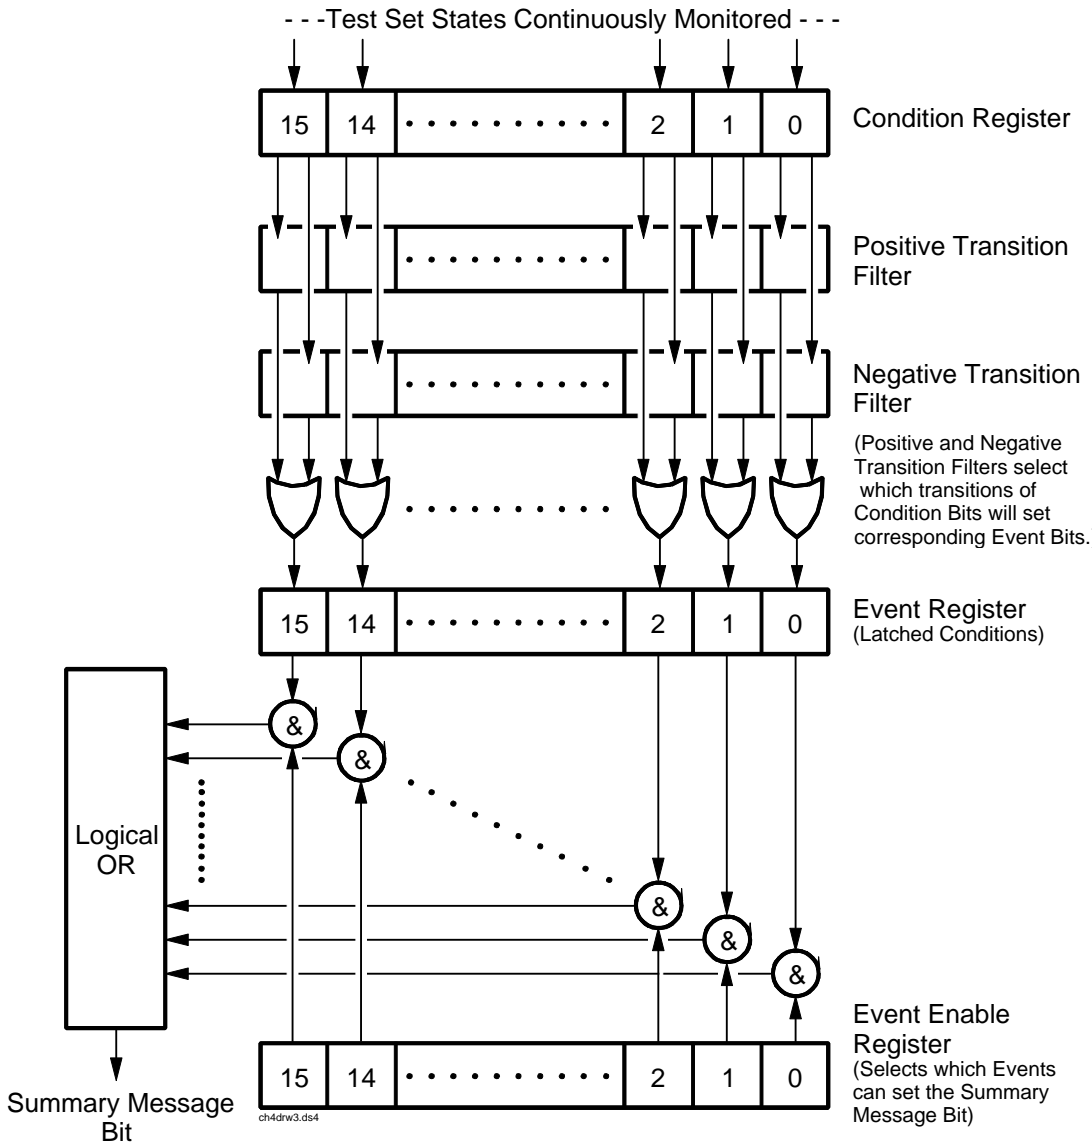 - - -Test Set States Continuously Monitored - - -
15 14 2 1 0
Condition Register
Positive Transition
Filter
Negative Transition
Filter
(Positive and Negative
Transition Filters select
which transitions of
Condition Bits will set
corresponding Event Bits.)
15 14 2 1 0
Event Register
(Latched Conditions)
&
&
Logical
OR
&
&
&
Event Enable
Register
(Selects which Events
can set the Summary
Message Bit)
15 14 2 1 0
ch4drw3.ds4
Summary Message
Bit